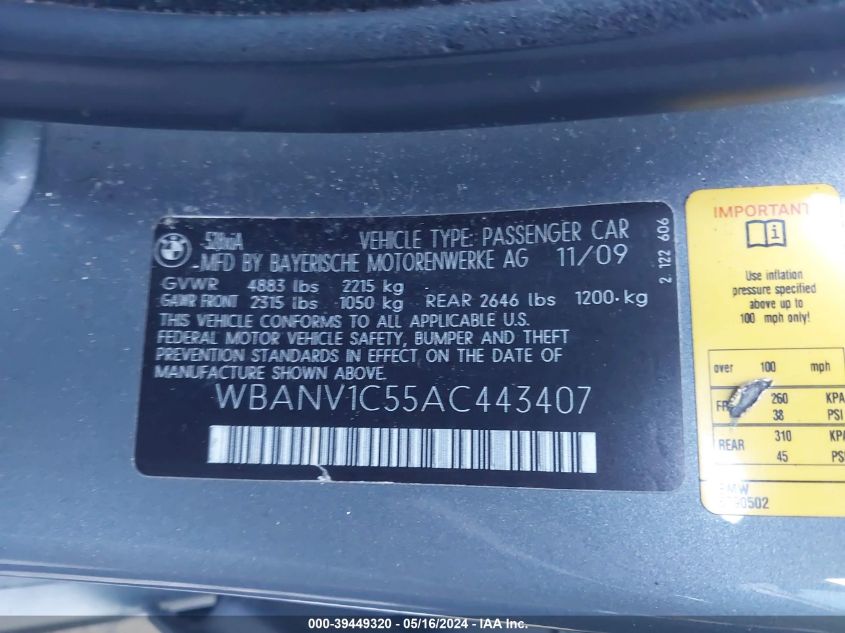 528xiA VEHICLE TYPE: PASSENGER CAR
MFD BY BAYERISCHE MOTORENWERKE AG 11/09
GVWR 4883 lbs 2215 kg
GAWR FRONT 2315 lbs 1050 kg REAR 2646 lbs 1200 kg
THIS VEHICLE CONFORMS TO ALL APPLICABLE U.S.
FEDERAL MOTOR VEHICLE SAFETY, BUMPER AND THEFT
PREVENTION STANDARDS IN EFFECT ON THE DATE OF
MANUFACTURE SHOWN ABOVE.
WBANV1C55AC443407
2 122 606
IMPORTANT
Use inflation
pressure specified
above up to
100 mph only!
over 100 mph
260 KPA
38 PSI
REAR 310 KPA
45 PSI
BMW
000-39449320 - 05/16/2024 - IAAI.COM